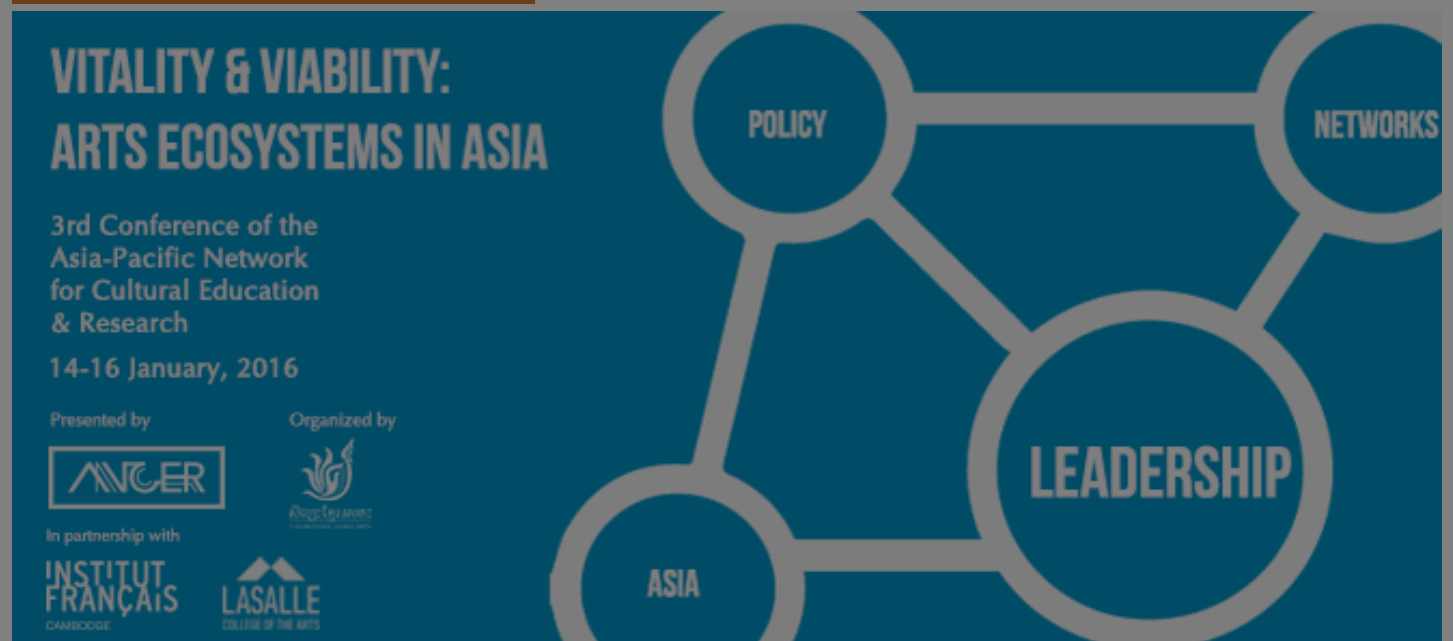 VITALITY & VIABILITY:
ARTS ECOSYSTEMS IN ASIA
3rd Conference of the
Asia-Pacific Network
for Cultural Education
& Research
14-16 January, 2016
Presented by
Organized by
ANCER
In partnership with
INSTITUT
FRANÇAIS
CAMBODGE
LASALLE
COLLEGE OF THE ARTS
POLICY
NETWORKS
LEADERSHIP
ASIA